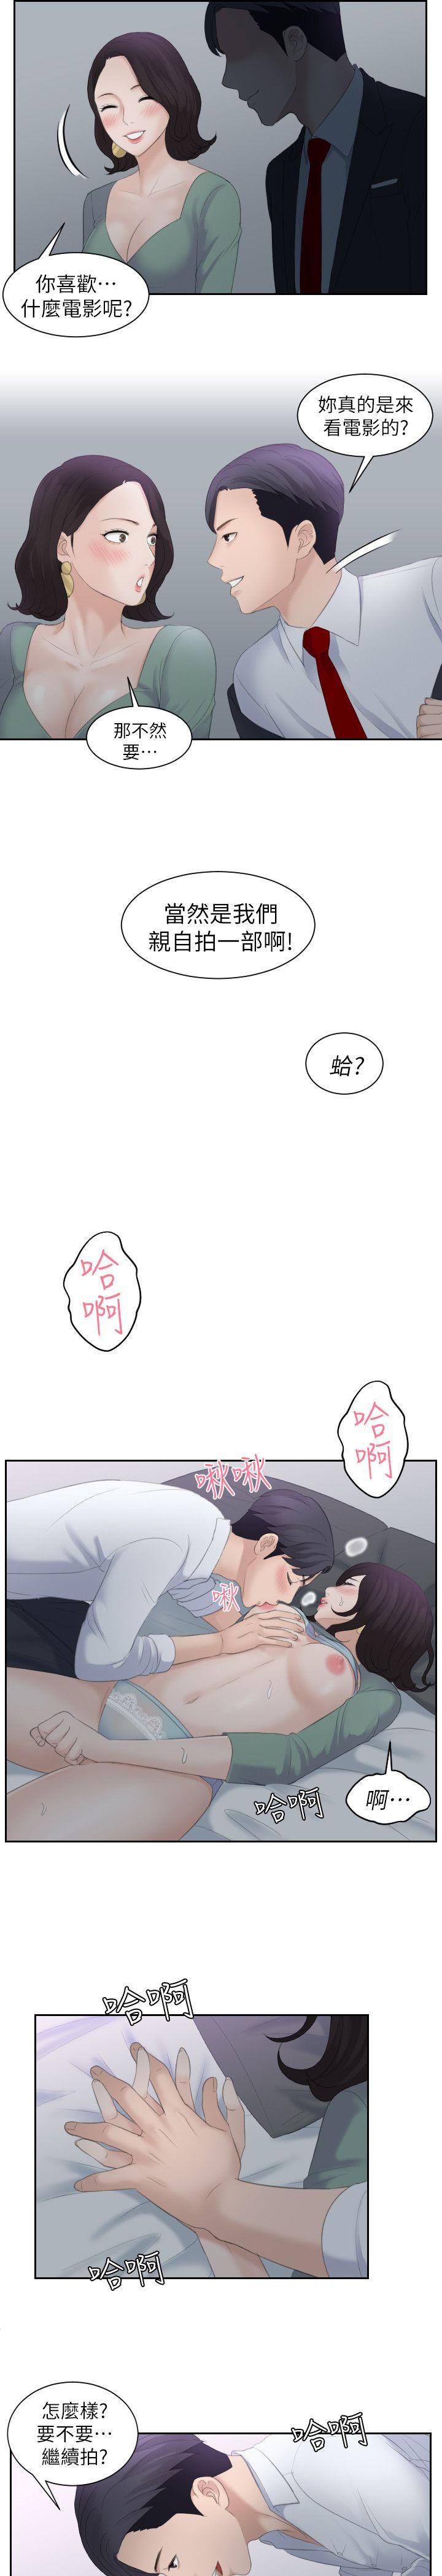 你喜歡…
什麼電影呢?
妳真的是來
看電影的?
那不然
要…
當然是我們
親自拍一部啊!
蛤?
哈
啊
哈
啊
啾啾
啾
哈啊
啊…
哈啊
哈啊
怎麼樣?
要不要…
繼續拍?
哈啊